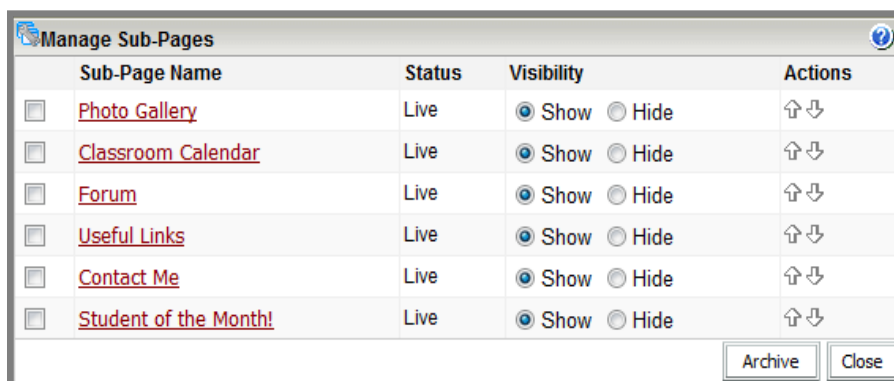 Manage Sub-Pages
Sub-Page Name Status Visibility Actions
Photo Gallery Live Show Hide
Classroom Calendar Live Show Hide
Forum Live Show Hide
Useful Links Live Show Hide
Contact Me Live Show Hide
Student of the Month! Live Show Hide
Archive Close